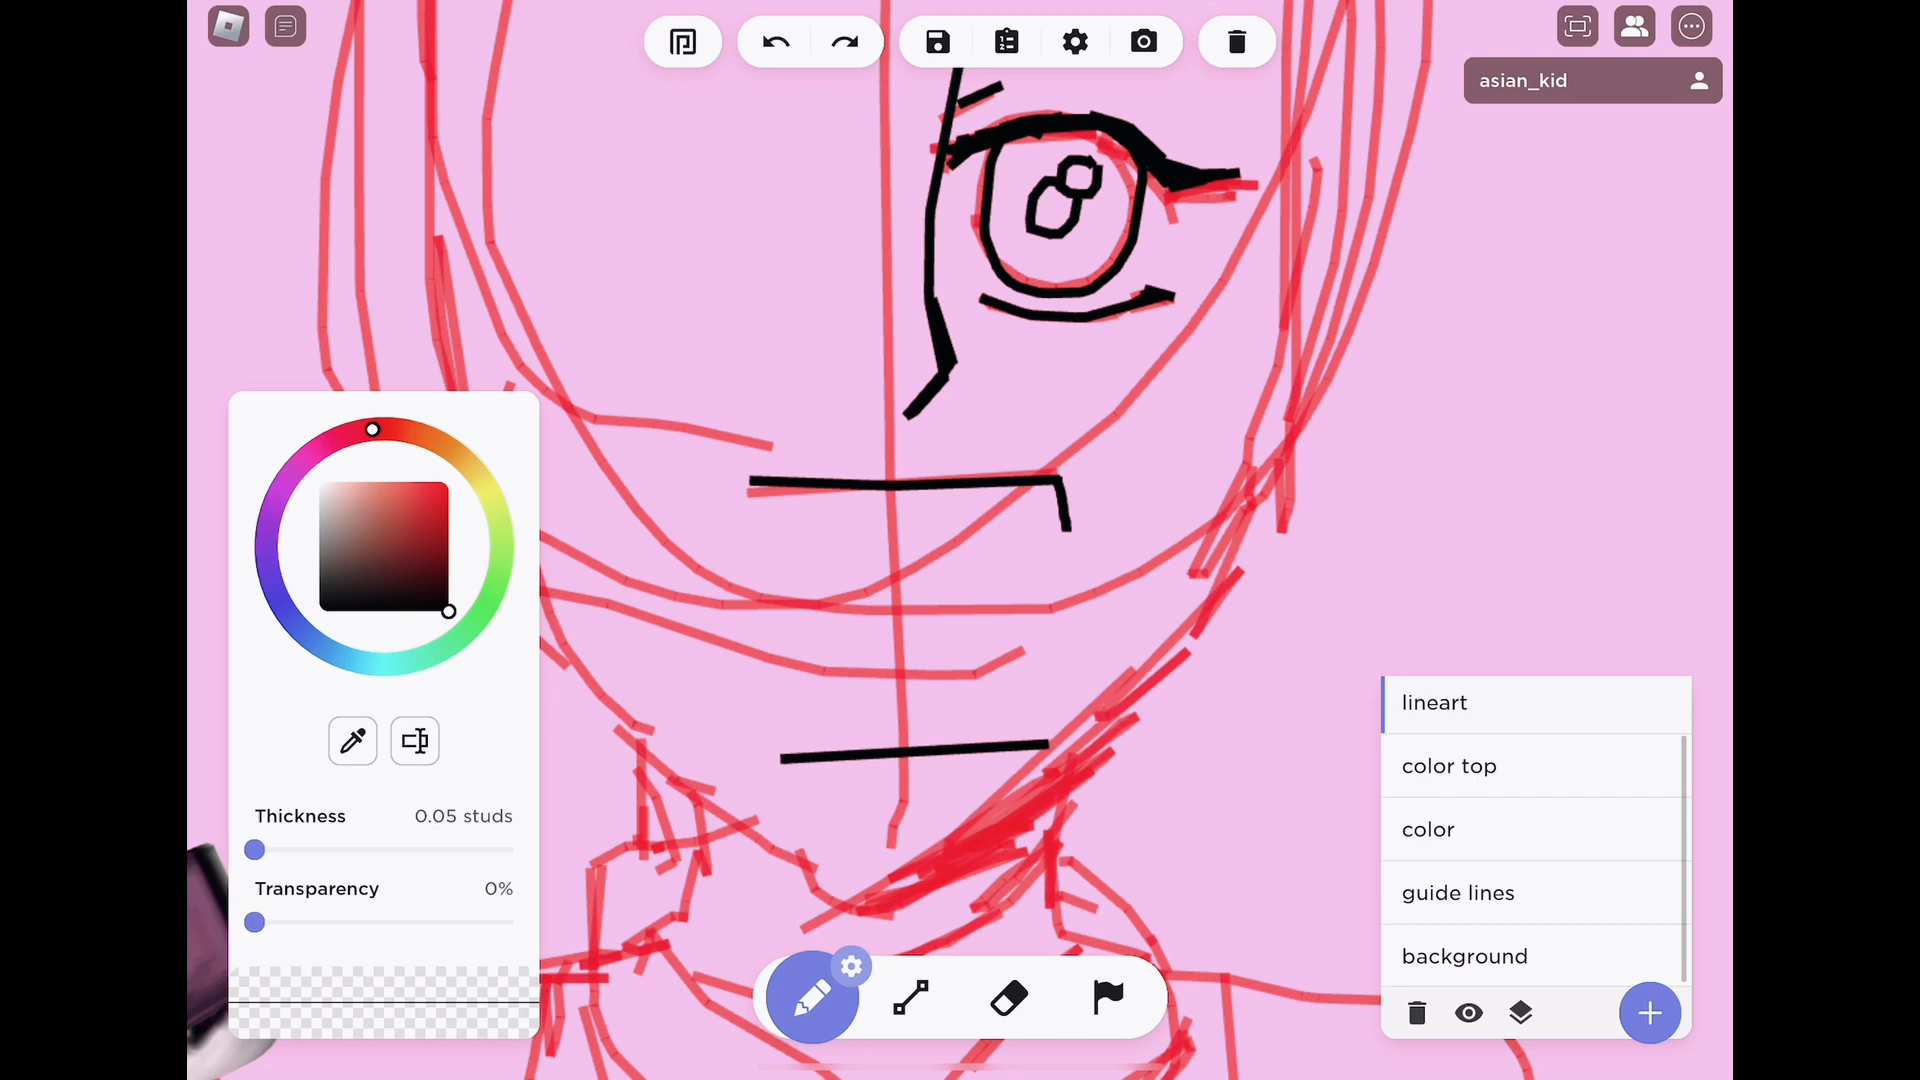 asian_kid
Thickness 0.05 studs
Transparency 0%
lineart
color top
color
guide lines
background